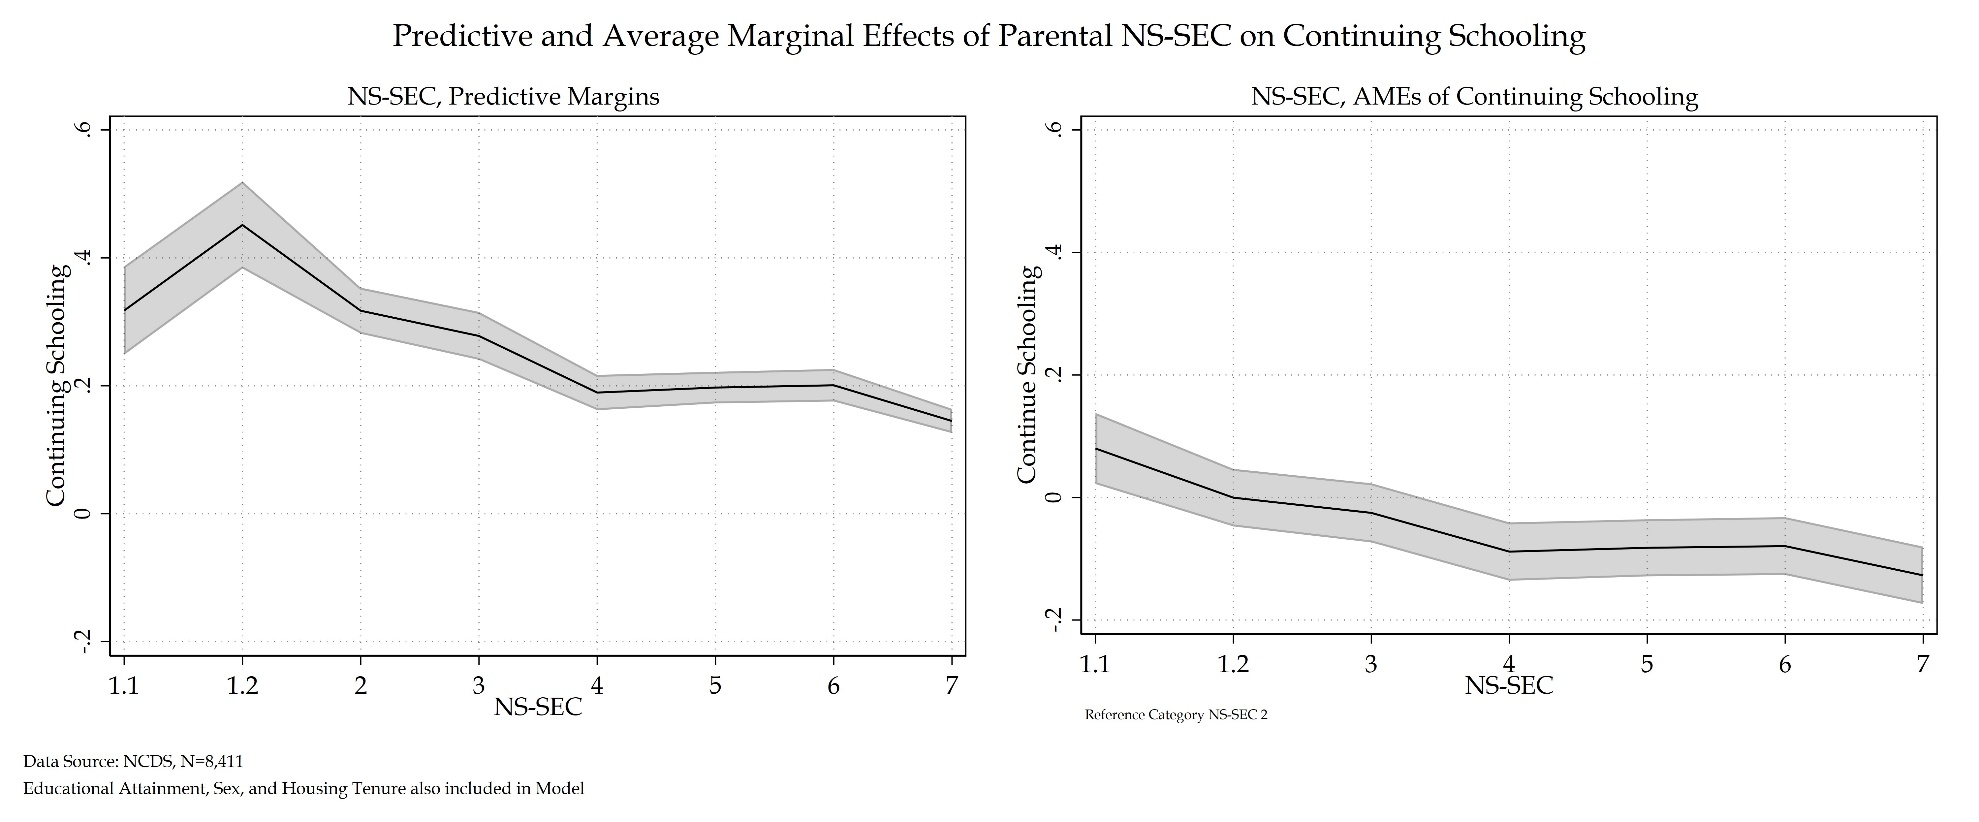 Predictive and Average Marginal Effects of Parental NS-SEC on Continuing Schooling
NS-SEC, Predictive Margins
Continuing Schooling
.6
.4
.2
0
-.2
1.1 1.2 2 3 4 5 6 7
NS-SEC
NS-SEC, AMEs of Continuing Schooling
Continue Schooling
.6
.4
.2
0
-.2
1.1 1.2 3 4 5 6 7
NS-SEC
Reference Category NS-SEC 2
Data Source: NCDS, N=8,411
Educational Attainment, Sex, and Housing Tenure also included in Model